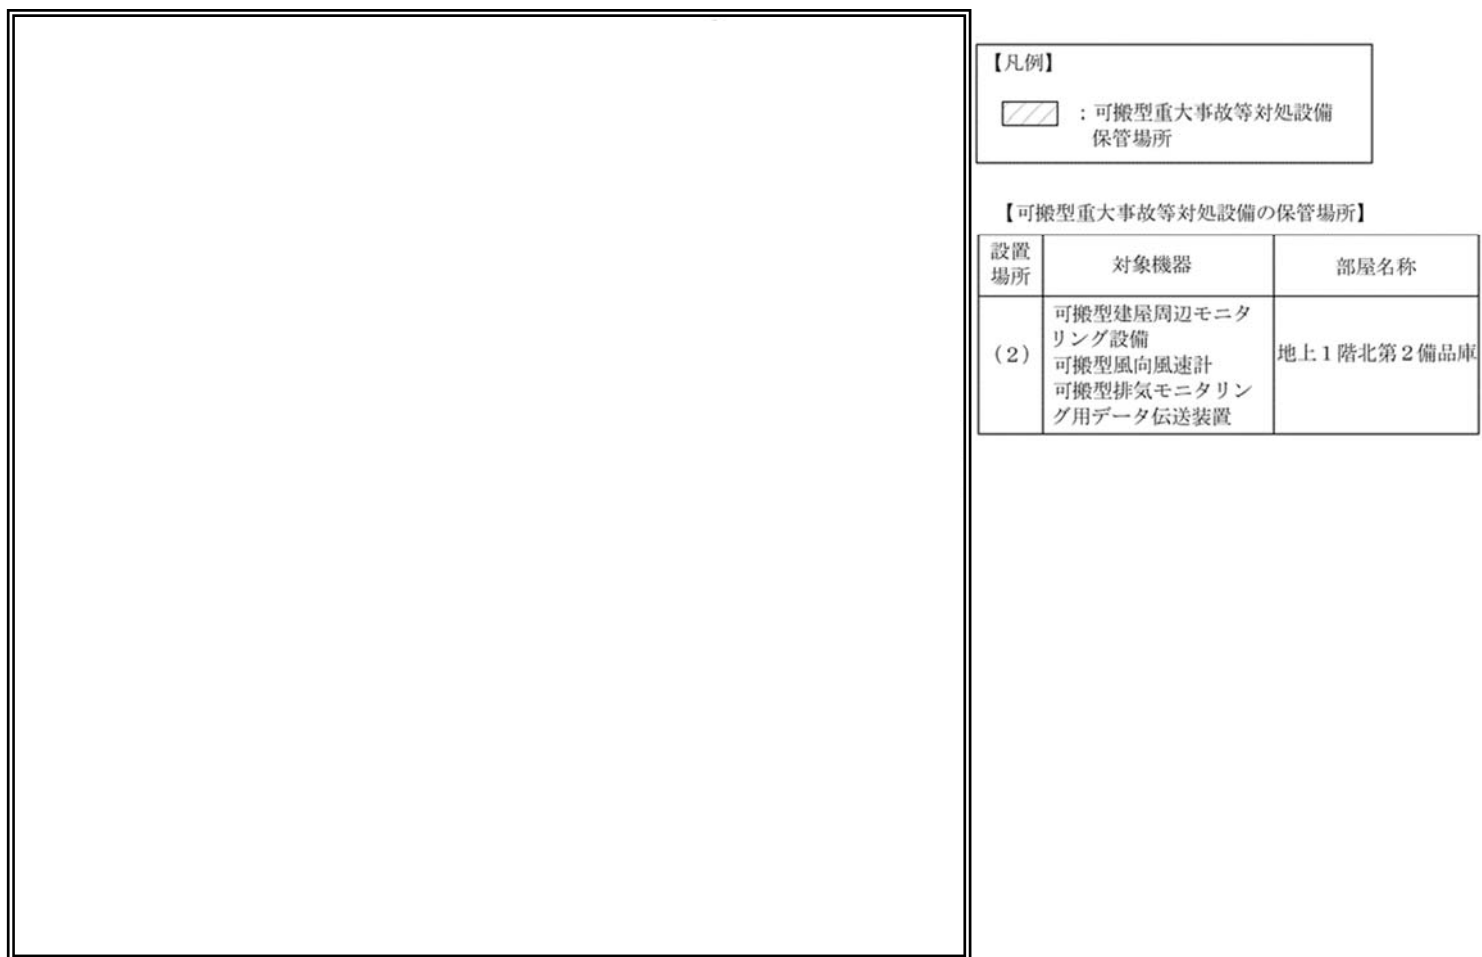 【凡例】
：可搬型重大事故等対処設備
保管場所
【可搬型重大事故等対処設備の保管場所】
設置
場所
対象機器
部屋名称
(2)
可搬型建屋周辺モニタ
リング設備
可搬型風向風速計
可搬型排気モニタリン
グ用データ伝送装置
地上1階北第2備品庫